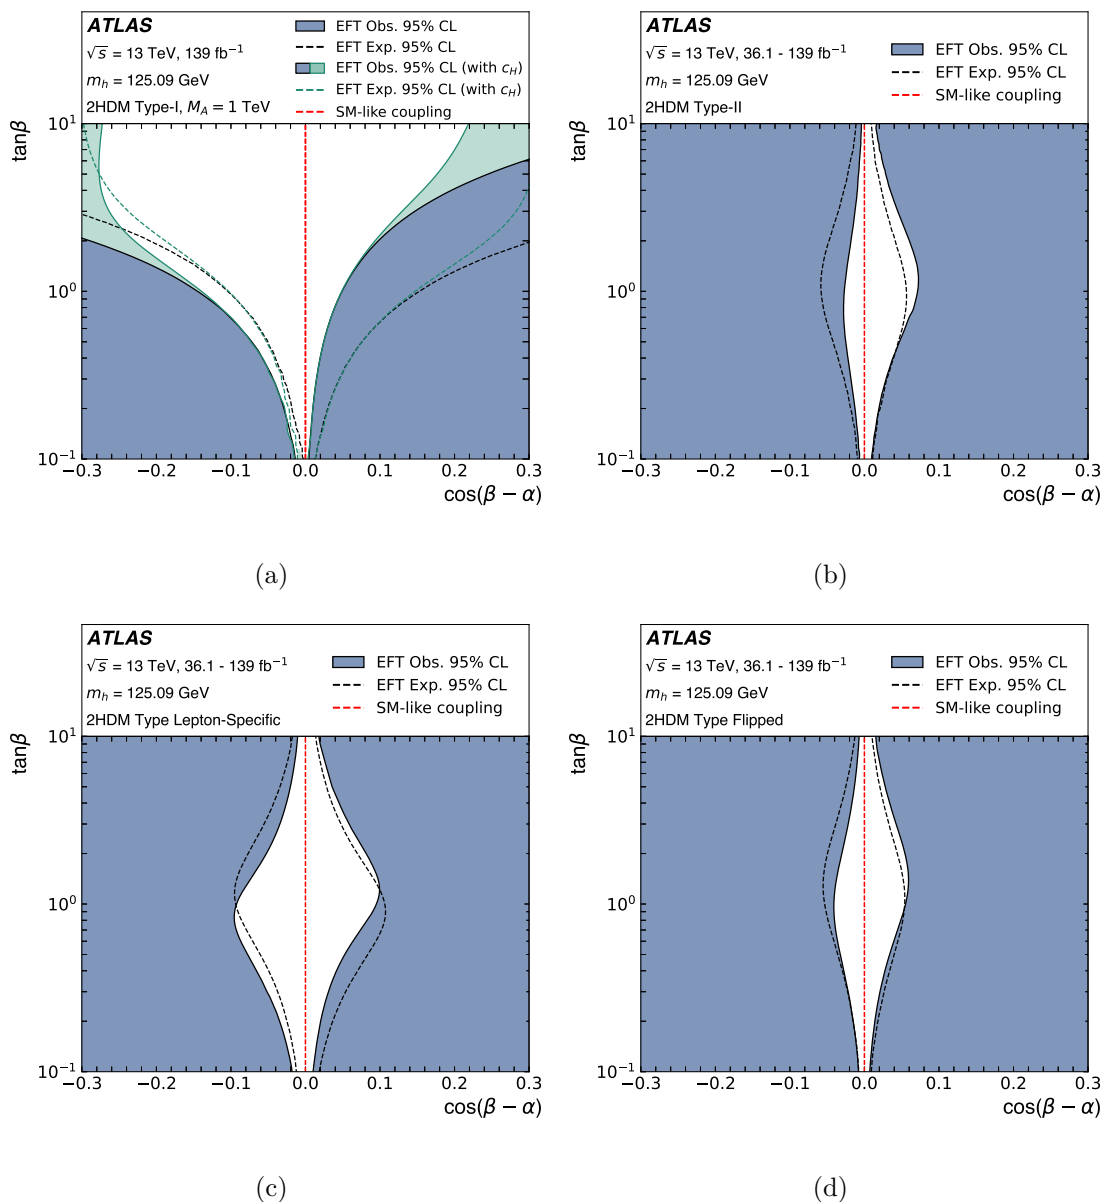 ATLAS
√s = 13 TeV, 139 fb⁻¹
m_h = 125.09 GeV
2HDM Type-I, M_A = 1 TeV
EFT Obs. 95% CL
EFT Exp. 95% CL
EFT Obs. 95% CL (with c_H)
EFT Exp. 95% CL (with c_H)
SM-like coupling
tanβ
10¹
10⁰
10⁻¹
−0.3 −0.2 −0.1 0.0 0.1 0.2 0.3
cos(β − α)
(a)
ATLAS
√s = 13 TeV, 36.1 - 139 fb⁻¹
m_h = 125.09 GeV
2HDM Type-II
EFT Obs. 95% CL
EFT Exp. 95% CL
SM-like coupling
tanβ
10¹
10⁰
10⁻¹
−0.3 −0.2 −0.1 0.0 0.1 0.2 0.3
cos(β − α)
(b)
ATLAS
√s = 13 TeV, 36.1 - 139 fb⁻¹
m_h = 125.09 GeV
2HDM Type Lepton-Specific
EFT Obs. 95% CL
EFT Exp. 95% CL
SM-like coupling
tanβ
10¹
10⁰
10⁻¹
−0.3 −0.2 −0.1 0.0 0.1 0.2 0.3
cos(β − α)
(c)
ATLAS
√s = 13 TeV, 36.1 - 139 fb⁻¹
m_h = 125.09 GeV
2HDM Type Flipped
EFT Obs. 95% CL
EFT Exp. 95% CL
SM-like coupling
tanβ
10¹
10⁰
10⁻¹
−0.3 −0.2 −0.1 0.0 0.1 0.2 0.3
cos(β − α)
(d)